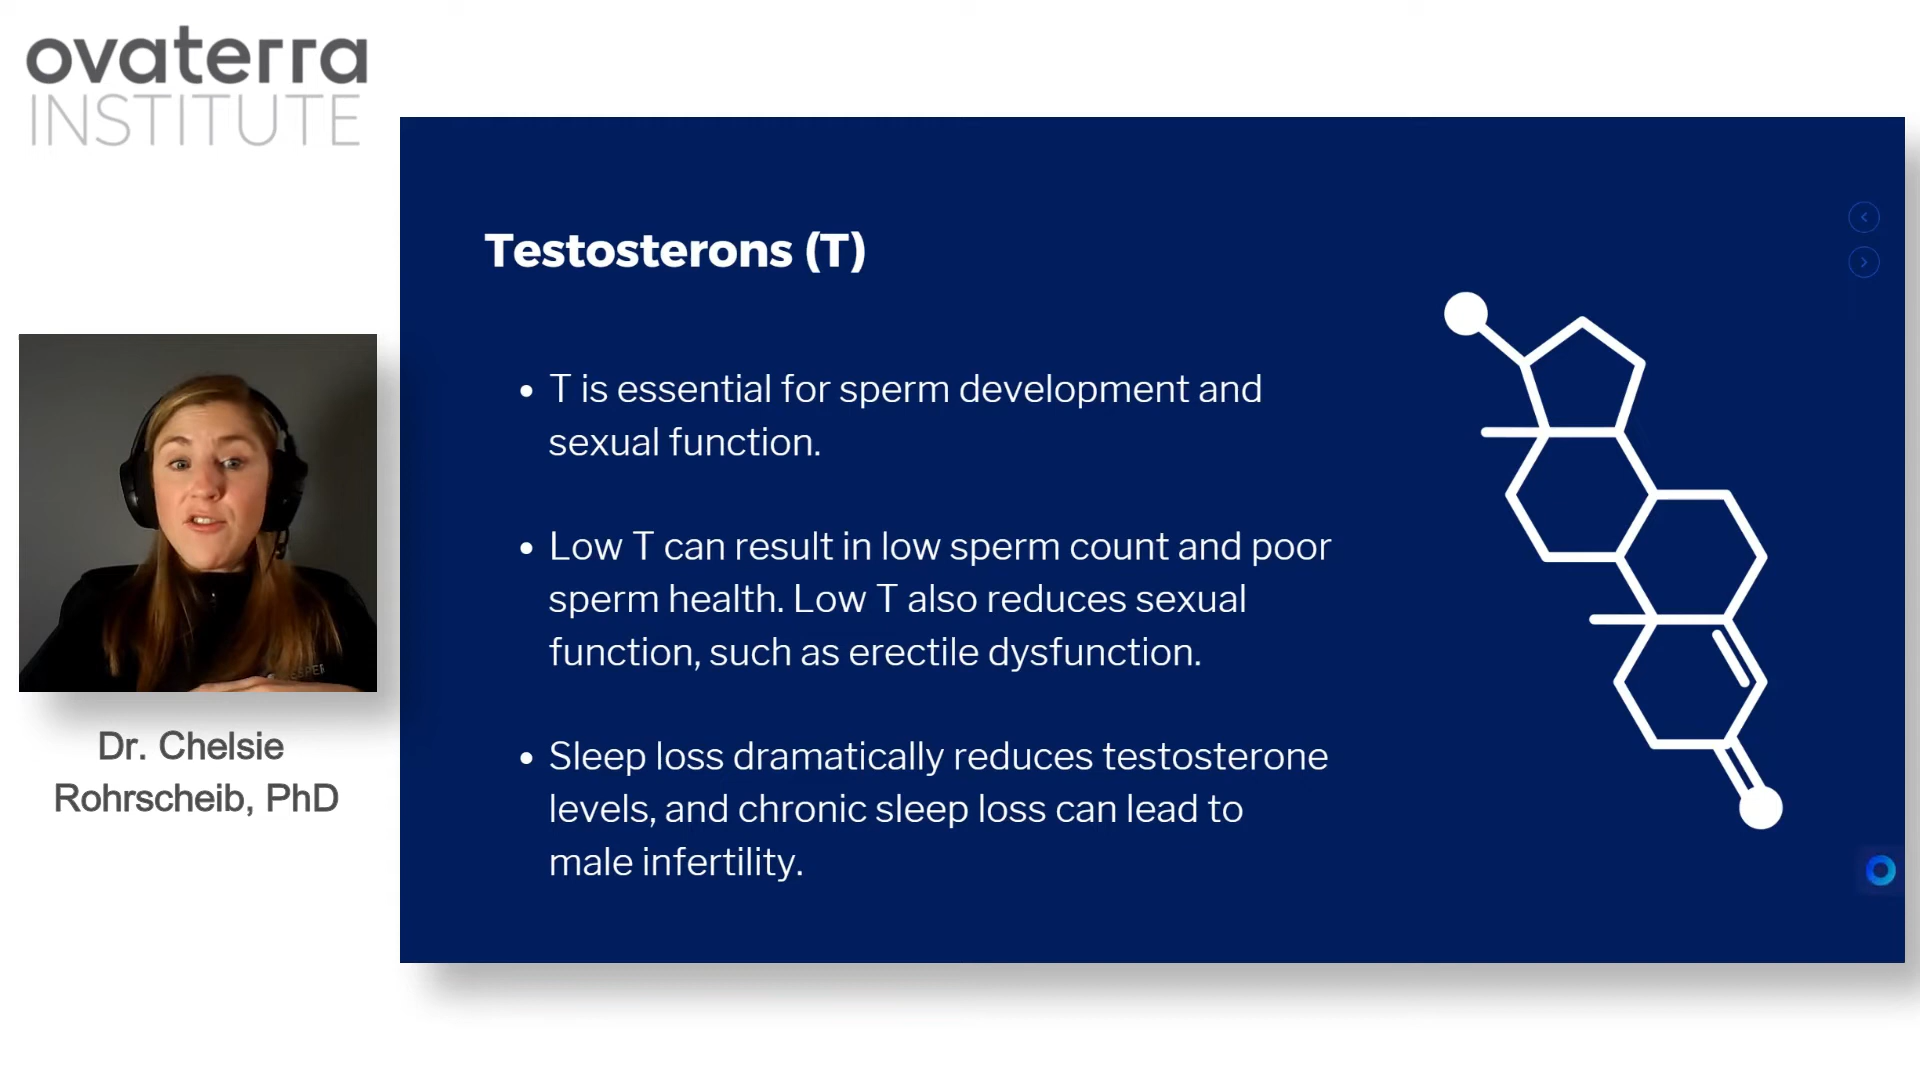 ovaterra
INSTITUTE
Testosterons (T)
• T is essential for sperm development and
sexual function.
• Low T can result in low sperm count and poor
sperm health. Low T also reduces sexual
function, such as erectile dysfunction.
• Sleep loss dramatically reduces testosterone
levels, and chronic sleep loss can lead to
male infertility.
Dr. Chelsie
Rohrscheib, PhD